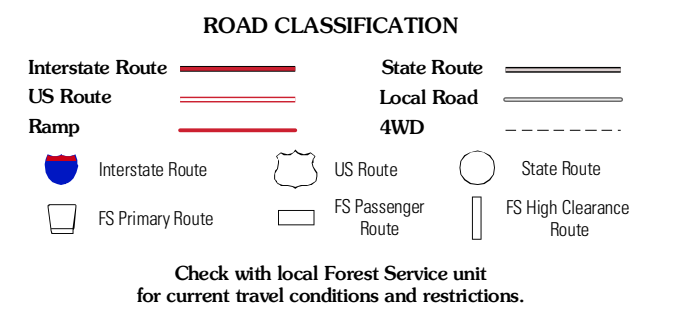 ROAD CLASSIFICATION
Interstate Route
State Route
US Route
Local Road
Ramp
4WD
Interstate Route
US Route
State Route
FS Primary Route
FS Passenger
Route
FS High Clearance
Route
Check with local Forest Service unit
for current travel conditions and restrictions.